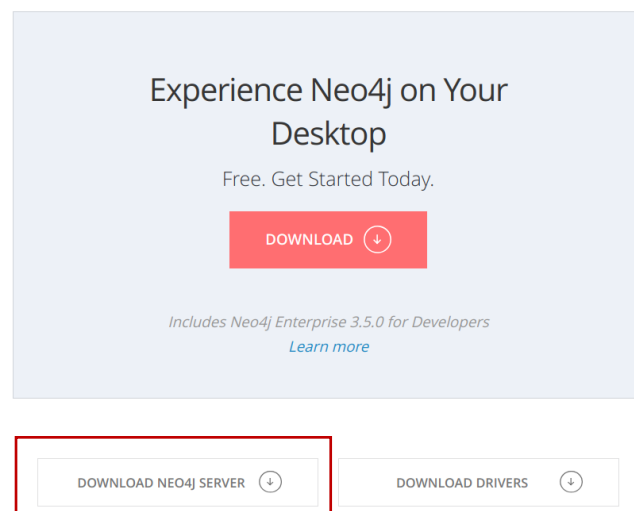 Experience Neo4j on Your
Desktop
Free. Get Started Today.
DOWNLOAD
Includes Neo4j Enterprise 3.5.0 for Developers
Learn more
DOWNLOAD NEO4J SERVER
DOWNLOAD DRIVERS